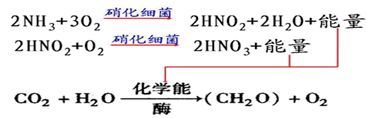 2NH₃+3O₂ 硝化细菌 2HNO₂+2H₂O+能量
2HNO₂+O₂ 硝化细菌 2HNO₃+能量
CO₂+H₂O 化学能 酶 (CH₂O)+O₂